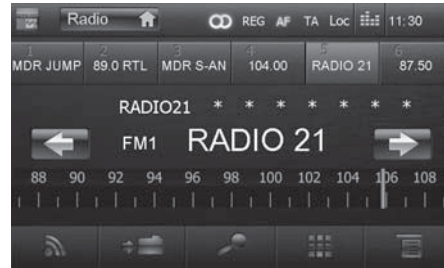 Radio REG AF TA Loc 11:30
1 2 3 4 5 6
MDR JUMP 89.0 RTL MDR S-AN 104.00 RADIO 21 87.50
RADIO21 * * * * * * *
FM1 RADIO 21
88 90 92 94 96 98 100 102 104 106 108